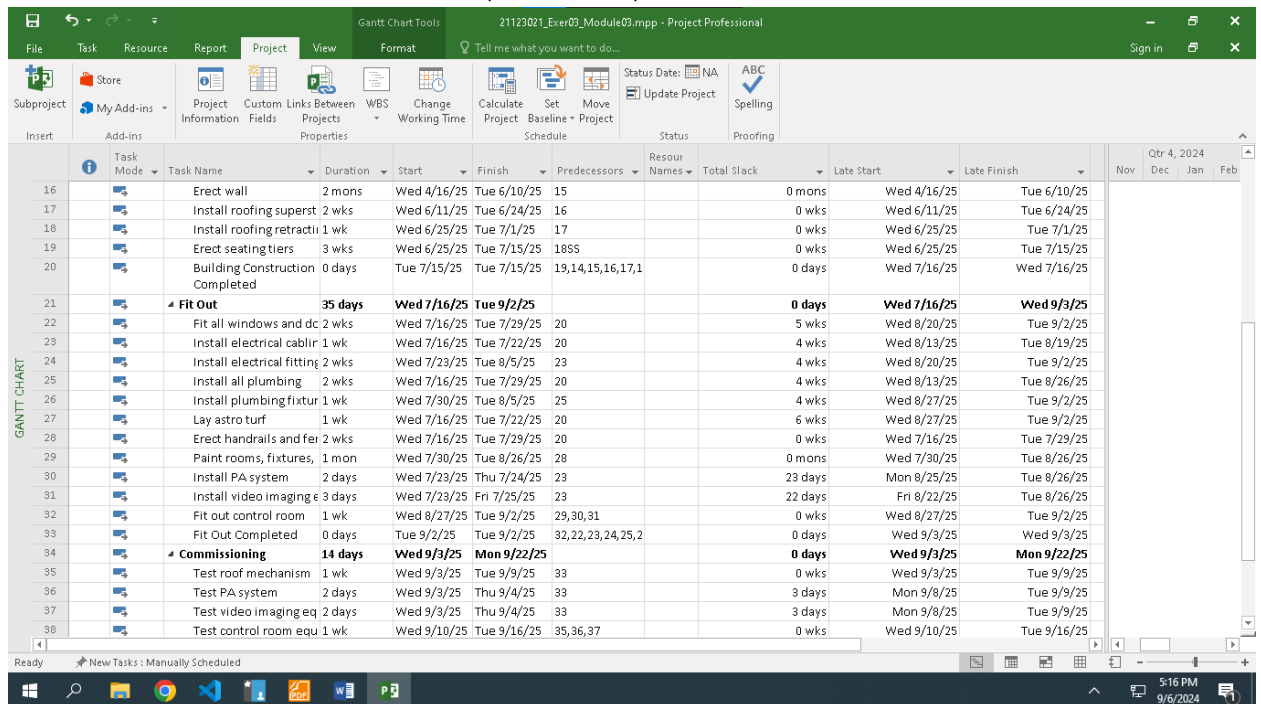 Gantt Chart Tools 21123021_Exer03_Module03.mpp - Project Professional
File Task Resource Report Project View Format Tell me what you want to do... Sign in
Subproject Store My Add-ins Project Information Custom Fields Links Between Projects WBS Change Working Time Calculate Project Set Baseline Move Project Status Date: NA Update Project ABC Spelling
Insert Add-ins Properties Schedule Status Proofing
Task Mode Task Name Duration Start Finish Predecessors Resour Names Total Slack Late Start Late Finish Qtr 4, 2024 Nov Dec Jan Feb
16 Erect wall 2 mons Wed 4/16/25 Tue 6/10/25 15 0 mons Wed 4/16/25 Tue 6/10/25
17 Install roofing superst 2 wks Wed 6/11/25 Tue 6/24/25 16 0 wks Wed 6/11/25 Tue 6/24/25
18 Install roofing retracti 1 wk Wed 6/25/25 Tue 7/1/25 17 0 wks Wed 6/25/25 Tue 7/1/25
19 Erect seating tiers 3 wks Wed 6/25/25 Tue 7/15/25 18SS 0 wks Wed 6/25/25 Tue 7/15/25
20 Building Construction Completed 0 days Tue 7/15/25 Tue 7/15/25 19,14,15,16,17,1 0 days Wed 7/16/25 Wed 7/16/25
21 Fit Out 35 days Wed 7/16/25 Tue 9/2/25 0 days Wed 7/16/25 Wed 9/3/25
22 Fit all windows and dc 2 wks Wed 7/16/25 Tue 7/29/25 20 5 wks Wed 8/20/25 Tue 9/2/25
23 Install electrical cablir 1 wk Wed 7/16/25 Tue 7/22/25 20 4 wks Wed 8/13/25 Tue 8/19/25
24 Install electrical fitting 2 wks Wed 7/23/25 Tue 8/5/25 23 4 wks Wed 8/20/25 Tue 9/2/25
25 Install all plumbing 2 wks Wed 7/16/25 Tue 7/29/25 20 4 wks Wed 8/13/25 Tue 8/26/25
26 Install plumbing fixtur 1 wk Wed 7/30/25 Tue 8/5/25 25 4 wks Wed 8/27/25 Tue 9/2/25
27 Lay astro turf 1 wk Wed 7/16/25 Tue 7/22/25 20 6 wks Wed 8/27/25 Tue 9/2/25
28 Erect handrails and fer 2 wks Wed 7/16/25 Tue 7/29/25 20 0 wks Wed 7/16/25 Tue 7/29/25
29 Paint rooms, fixtures, 1 mon Wed 7/30/25 Tue 8/26/25 28 0 mons Wed 7/30/25 Tue 8/26/25
30 Install PA system 2 days Wed 7/23/25 Thu 7/24/25 23 23 days Mon 8/25/25 Tue 8/26/25
31 Install video imaging e 3 days Wed 7/23/25 Fri 7/25/25 23 22 days Fri 8/22/25 Tue 8/26/25
32 Fit out control room 1 wk Wed 8/27/25 Tue 9/2/25 29,30,31 0 wks Wed 8/27/25 Tue 9/2/25
33 Fit Out Completed 0 days Tue 9/2/25 Tue 9/2/25 32,22,23,24,25,2 0 days Wed 9/3/25 Wed 9/3/25
34 Commissioning 14 days Wed 9/3/25 Mon 9/22/25 0 days Wed 9/3/25 Mon 9/22/25
35 Test roof mechanism 1 wk Wed 9/3/25 Tue 9/9/25 33 0 wks Wed 9/3/25 Tue 9/9/25
36 Test PA system 2 days Wed 9/3/25 Thu 9/4/25 33 3 days Mon 9/8/25 Tue 9/9/25
37 Test video imaging eq 2 days Wed 9/3/25 Thu 9/4/25 33 3 days Mon 9/8/25 Tue 9/9/25
38 Test control room equ 1 wk Wed 9/10/25 Tue 9/16/25 35,36,37 0 wks Wed 9/10/25 Tue 9/16/25
GANTT CHART
Ready New Tasks : Manually Scheduled
5:16 PM
9/6/2024